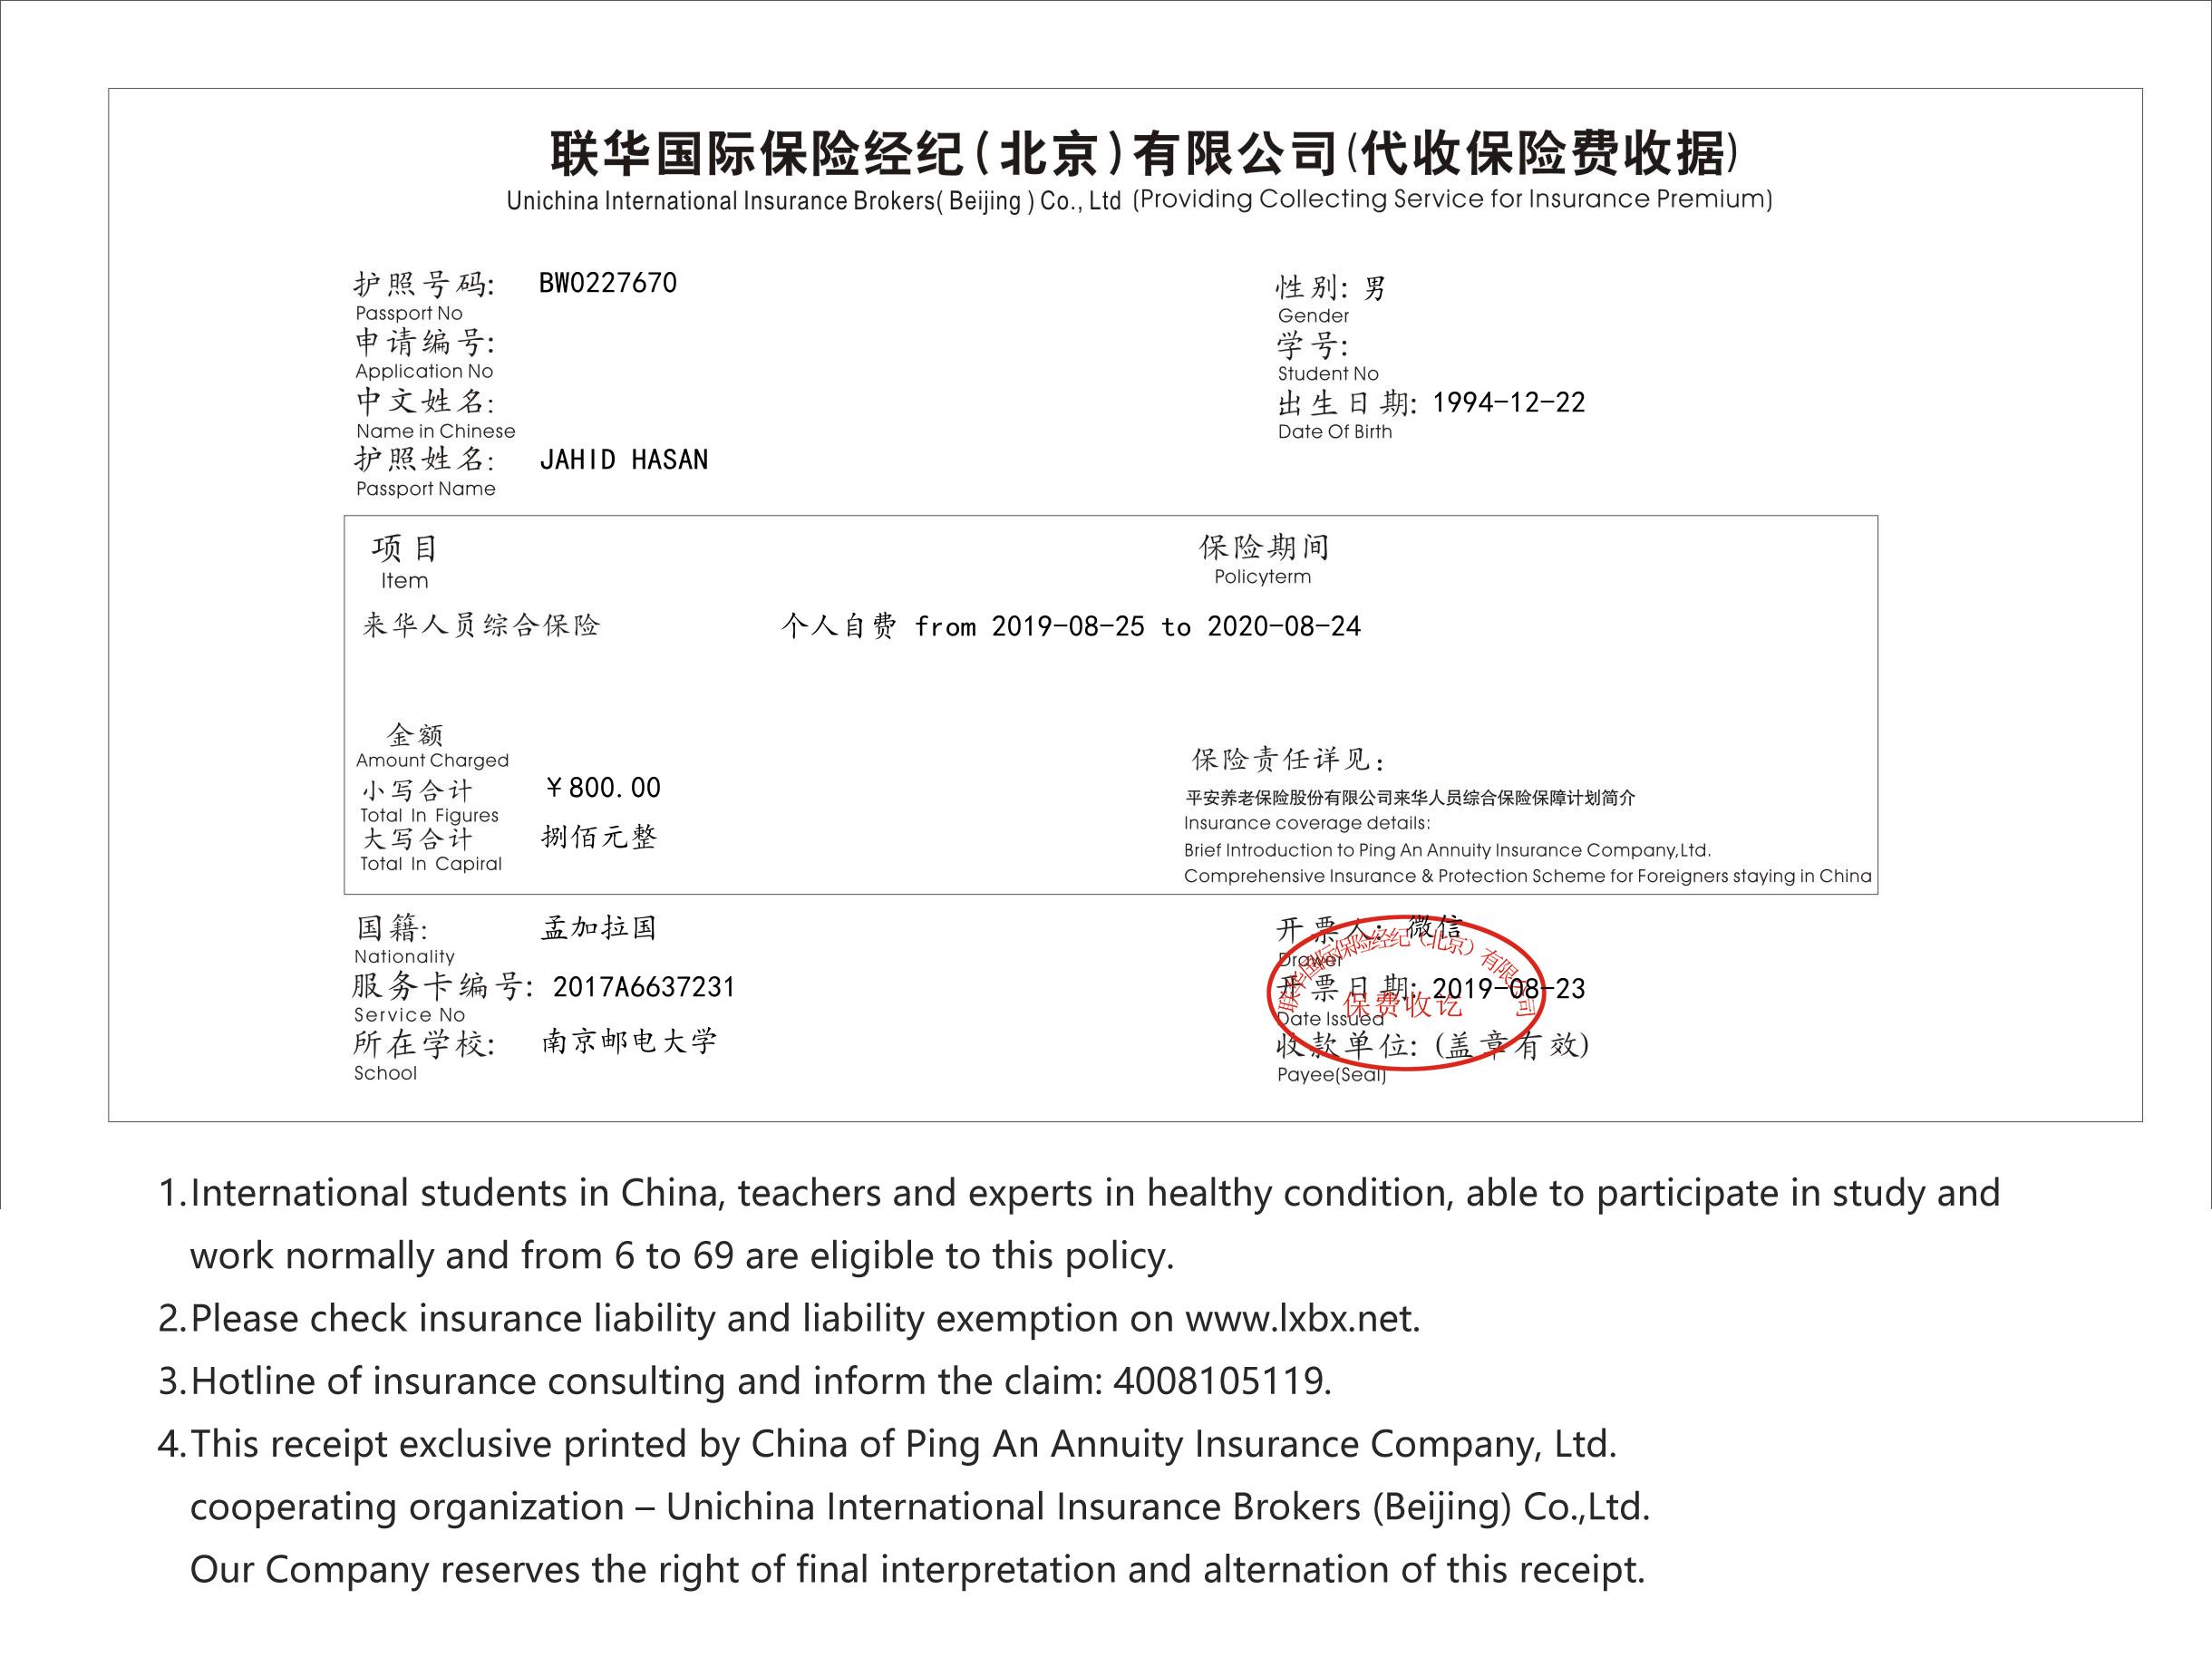 联华国际保险经纪(北京)有限公司(代收保险费收据)
Unichina International Insurance Brokers( Beijing ) Co., Ltd (Providing Collecting Service for Insurance Premium)
护照号码: BW0227670 性别: 男
Passport No Gender
申请编号: 学号:
Application No Student No
中文姓名: 出生日期: 1994-12-22
Name in Chinese Date Of Birth
护照姓名: JAHID HASAN
Passport Name
项目 保险期间
Item Policyterm
来华人员综合保险 个人自费 from 2019-08-25 to 2020-08-24
金额
Amount Charged
保险责任详见：
小写合计 ￥800.00
平安养老保险股份有限公司来华人员综合保险保障计划简介
Total In Figures Insurance coverage details:
大写合计 捌佰元整
Brief Introduction to Ping An Annuity Insurance Company,Ltd.
Total In Capiral
Comprehensive Insurance & Protection Scheme for Foreigners staying in China
国籍: 孟加拉国 开票人: 微信
Nationality Drawer
联华国际保险经纪（北京）有限公司
服务卡编号: 2017A6637231 开票日期: 2019-08-23
保费收讫
Service No Date Issued
所在学校: 南京邮电大学 收款单位: (盖章有效)
School Payee(Seal)
1.International students in China, teachers and experts in healthy condition, able to participate in study and
work normally and from 6 to 69 are eligible to this policy.
2.Please check insurance liability and liability exemption on www.lxbx.net.
3.Hotline of insurance consulting and inform the claim: 4008105119.
4.This receipt exclusive printed by China of Ping An Annuity Insurance Company, Ltd.
cooperating organization – Unichina International Insurance Brokers (Beijing) Co.,Ltd.
Our Company reserves the right of final interpretation and alternation of this receipt.